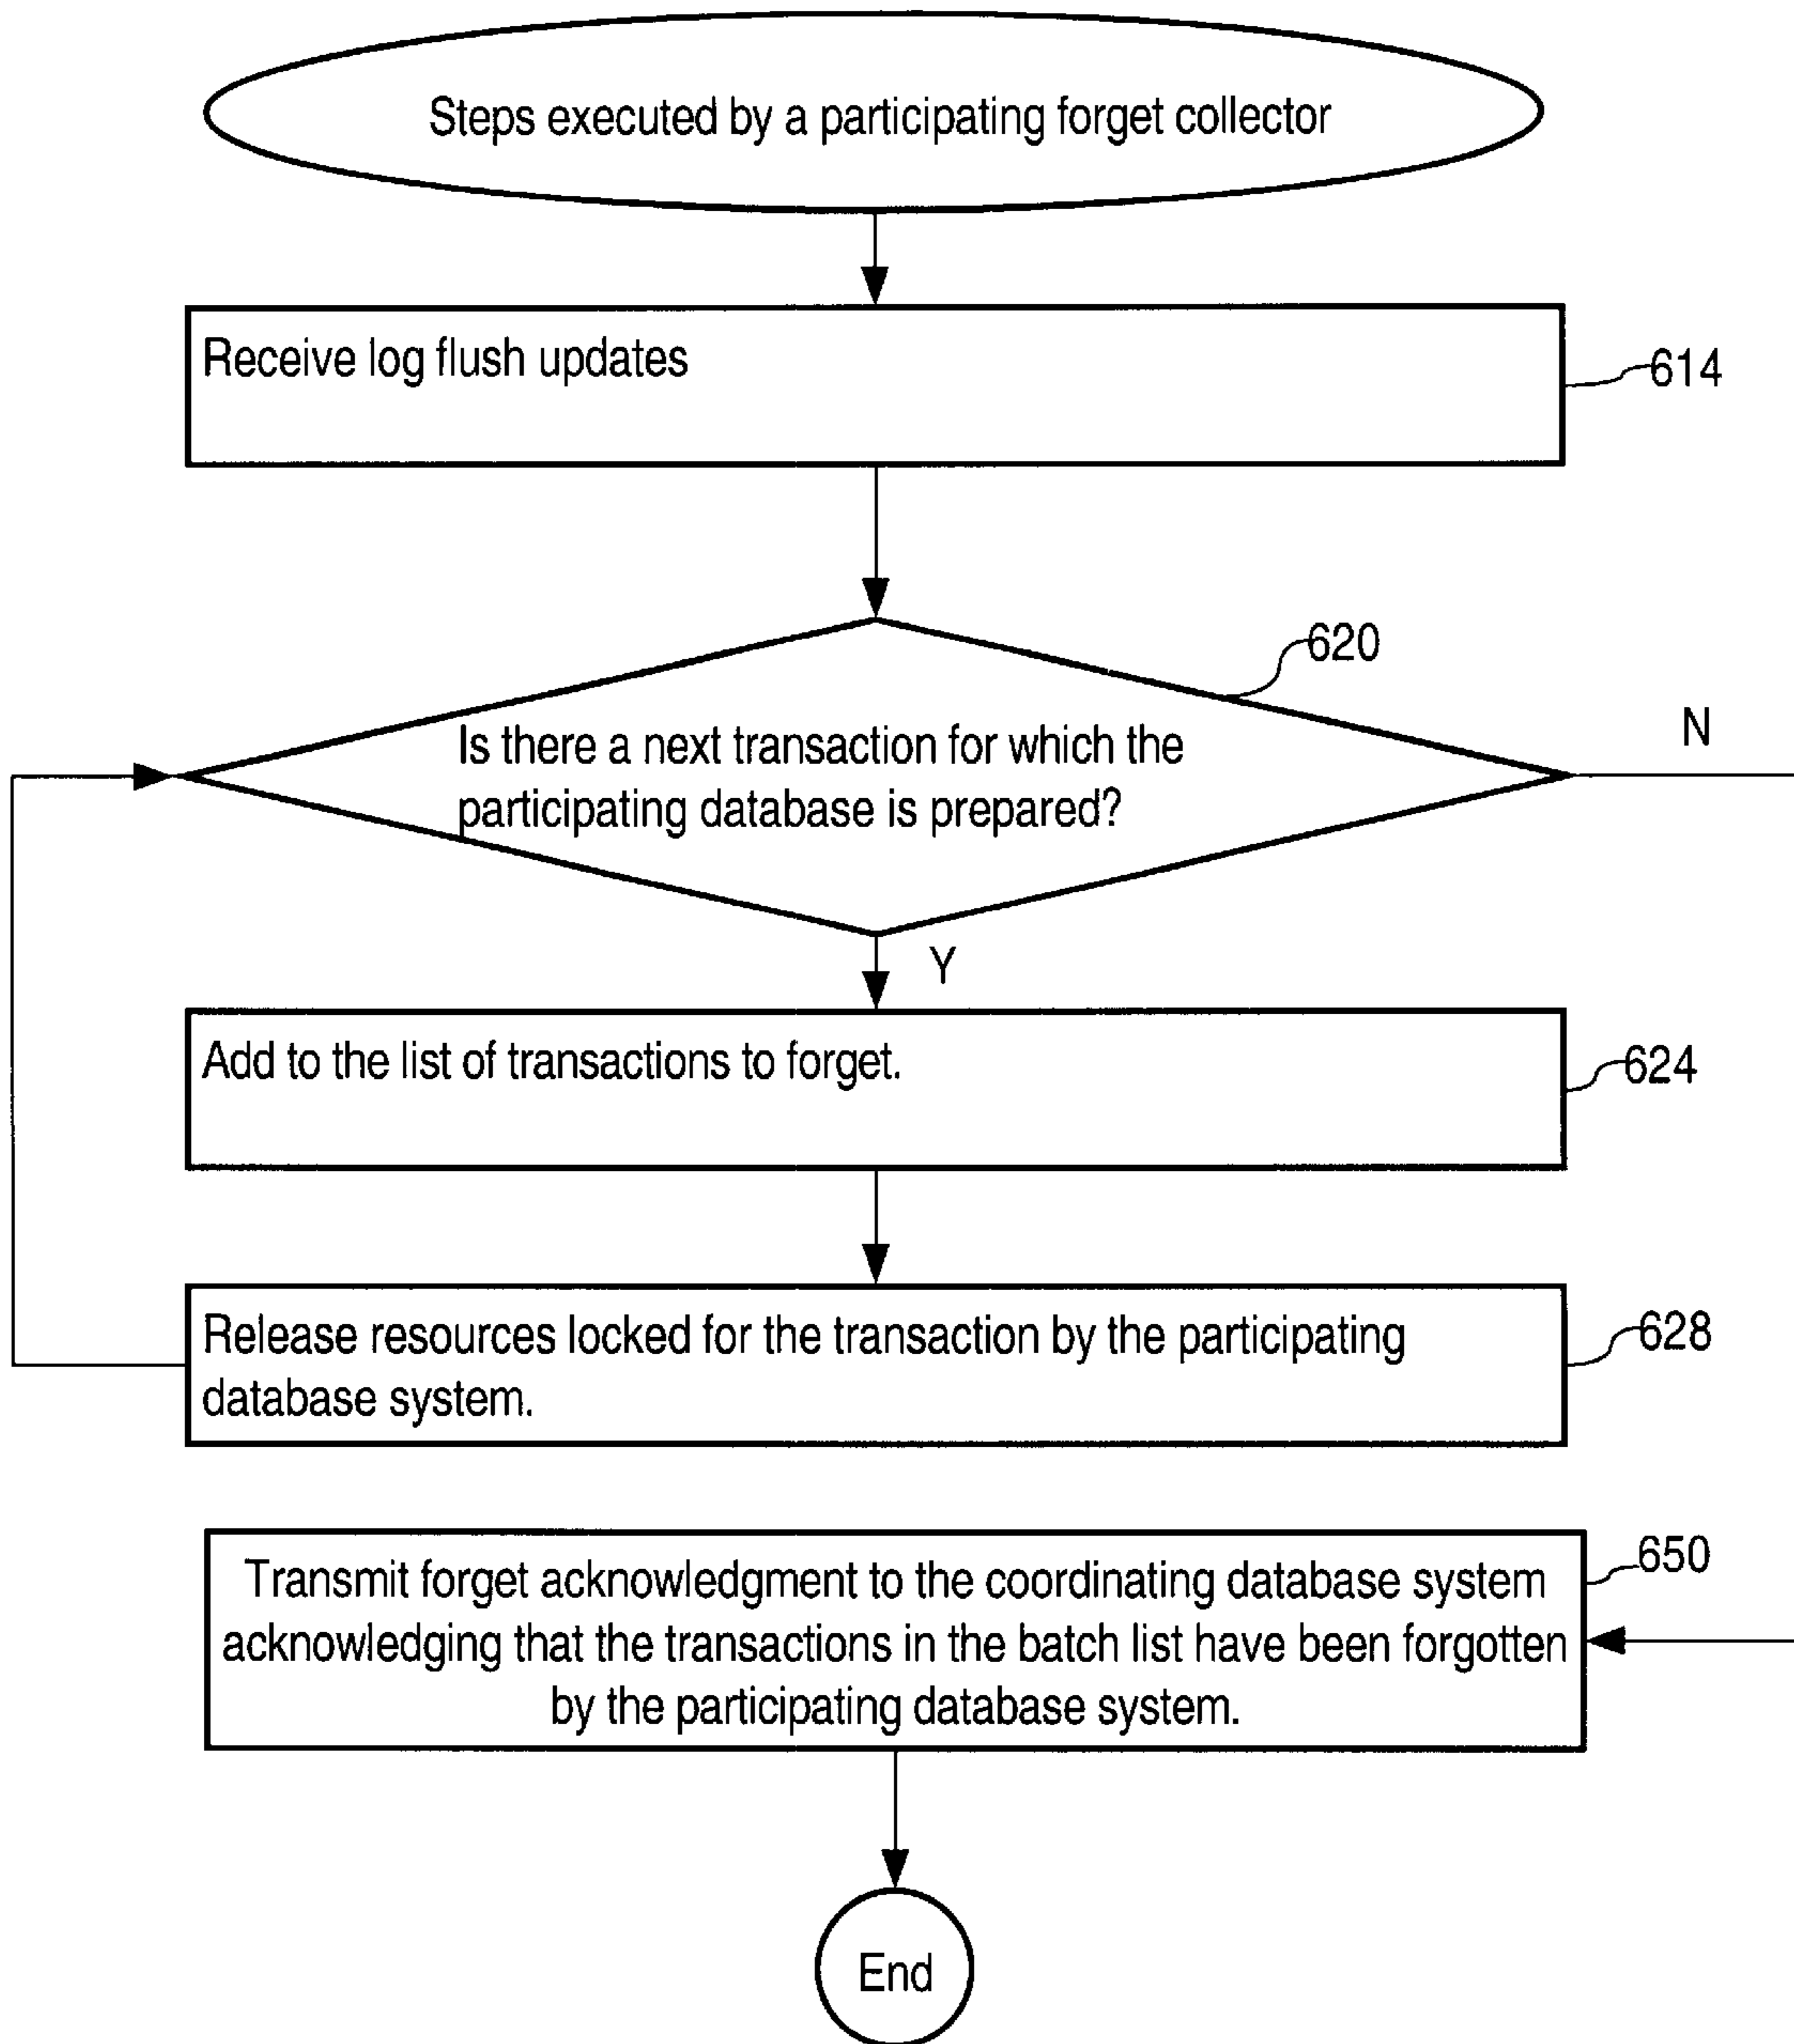 Steps executed by a participating forget collector
Receive log flush updates
614
620
Is there a next transaction for which the
participating database is prepared?
N
Y
Add to the list of transactions to forget.
624
Release resources locked for the transaction by the participating
database system.
628
650
Transmit forget acknowledgment to the coordinating database system
acknowledging that the transactions in the batch list have been forgotten
by the participating database system.
End